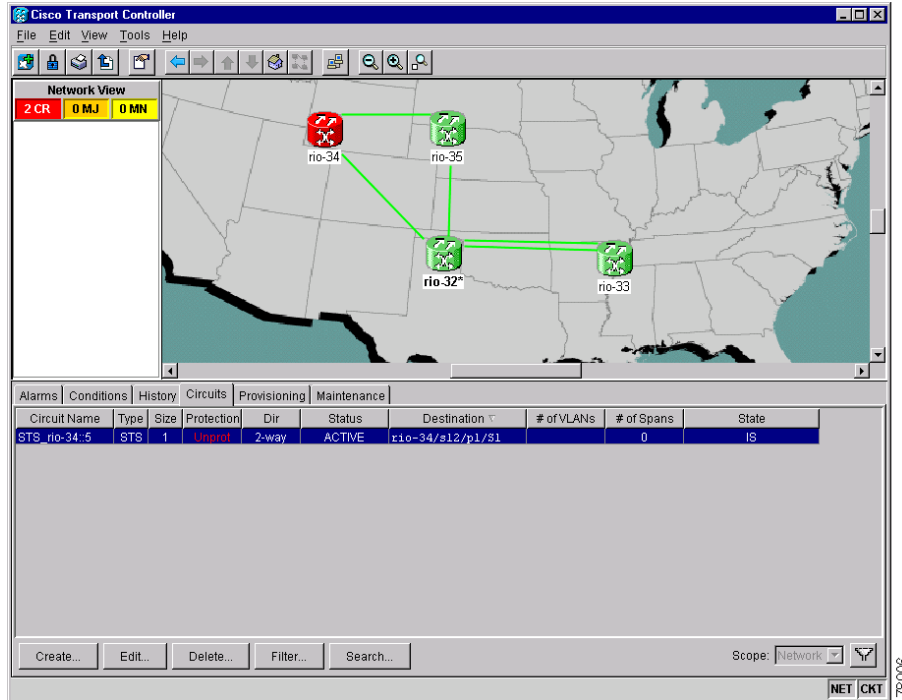 Cisco Transport Controller
File Edit View Tools Help
Network View
2 CR 0 MJ 0 MN
rio-34
rio-35
rio-32*
rio-33
Alarms Conditions History Circuits Provisioning Maintenance
Circuit Name Type Size Protection Dir Status Destination # of VLANs # of Spans State
STS_rio-34::5 STS 1 Unprot 2-way ACTIVE rio-34/s12/p1/S1 0 IS
Create... Edit... Delete... Filter... Search... Scope: Network
NET CKT
78006